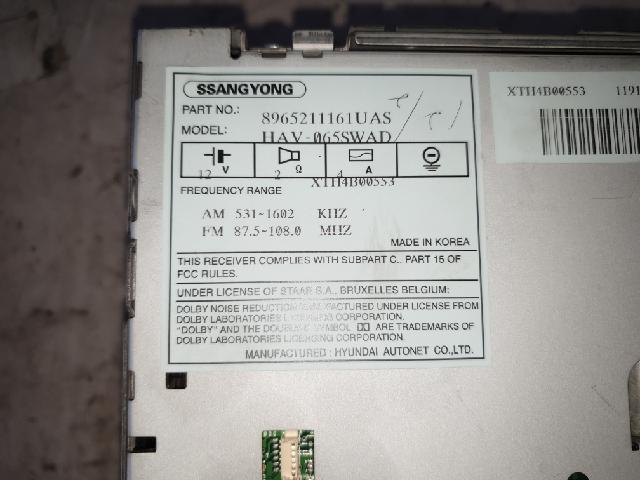 SSANGYONG
PART NO.: 8965211161UAS
MODEL: HAV-065SWAD
12 V 2 Ω 4 A
XTH4B00553
FREQUENCY RANGE
AM 531~1602 KHZ
FM 87.5~108.0 MHZ
MADE IN KOREA
THIS RECEIVER COMPLIES WITH SUBPART C., PART 15 OF
FCC RULES.
UNDER LICENSE OF STAAR S.A., BRUXELLES BELGIUM:
DOLBY NOISE REDUCTION MANUFACTURED UNDER LICENSE FROM
DOLBY LABORATORIES LICENSING CORPORATION.
"DOLBY" AND THE DOUBLE-D SYMBOL ARE TRADEMARKS OF
DOLBY LABORATORIES LICENSING CORPORATION.
MANUFACTURED : HYUNDAI AUTONET CO.,LTD.
XTH4B00553 1191